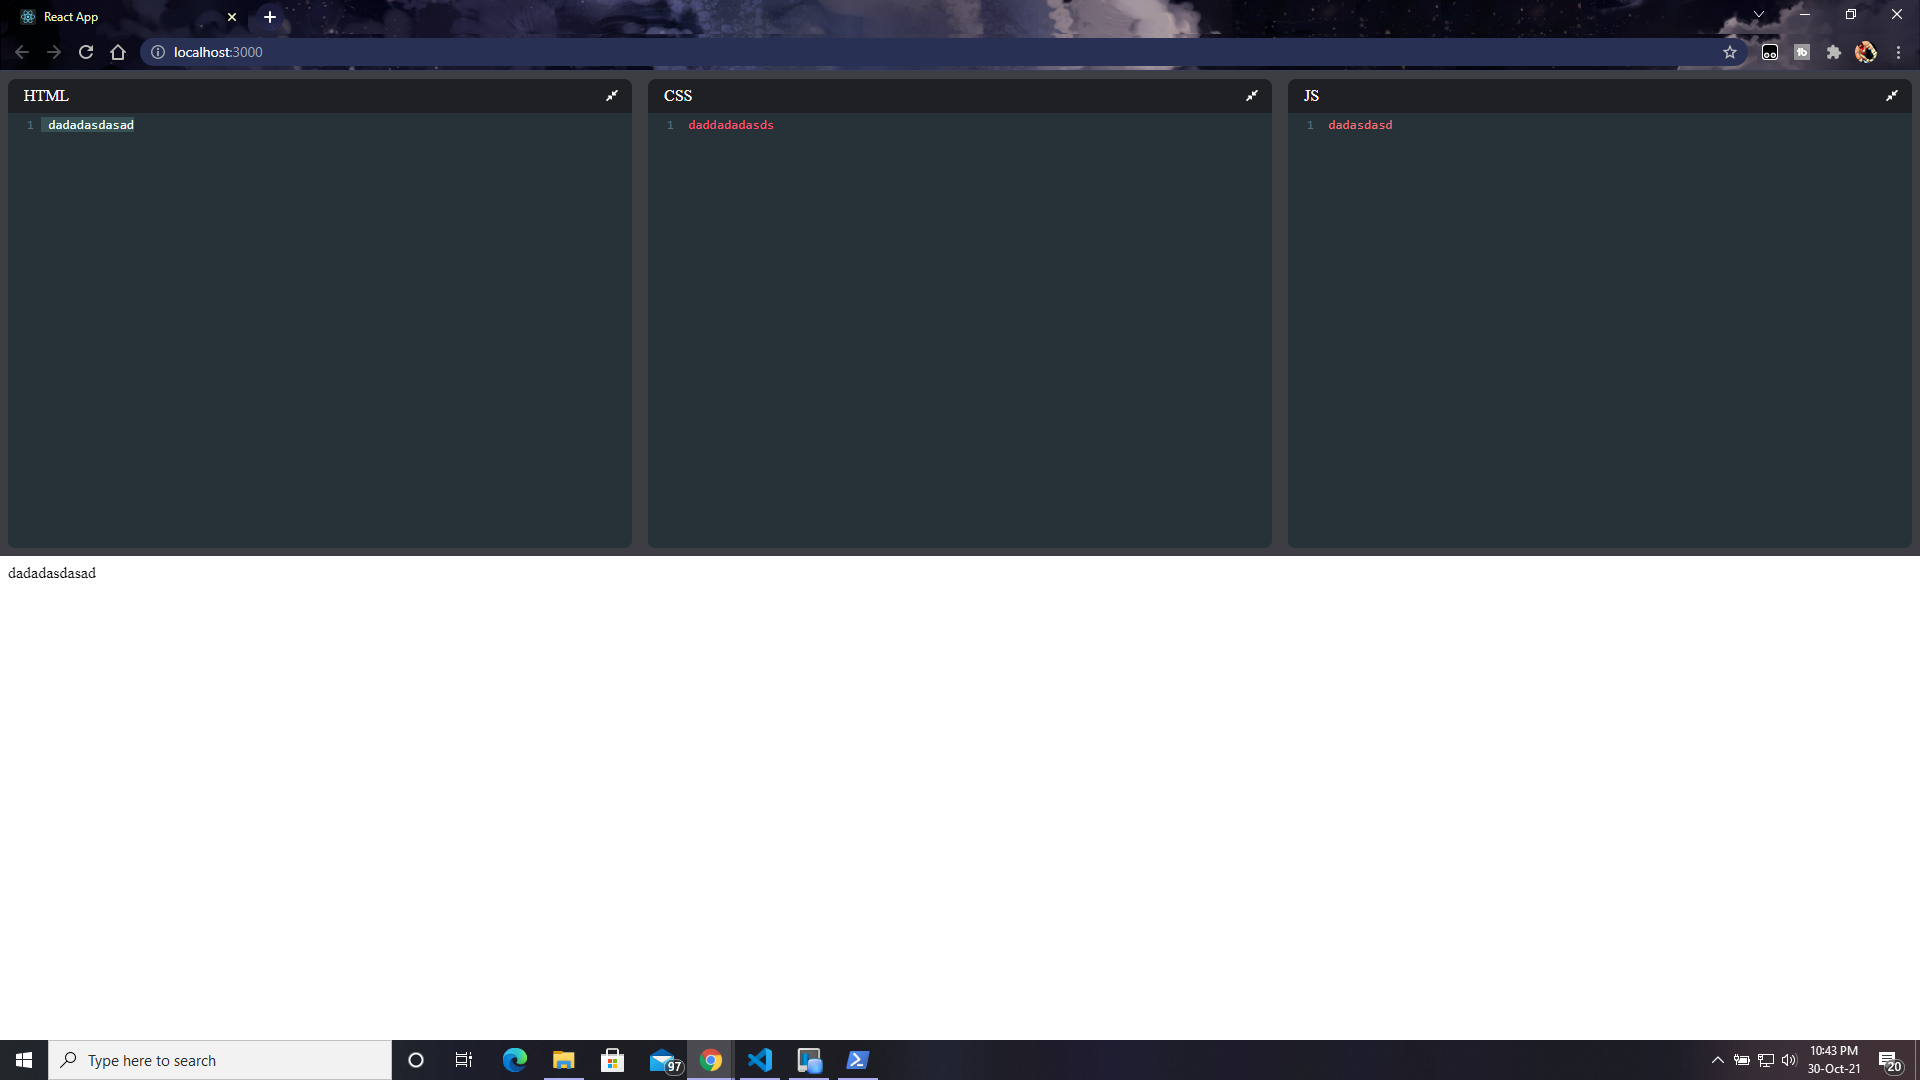 React App
localhost:3000
HTML
1 dadadasdasad
CSS
1 daddadadasds
JS
1 dadasdasd
dadadasdasad
Type here to search
97
10:43 PM
30-Oct-21
20